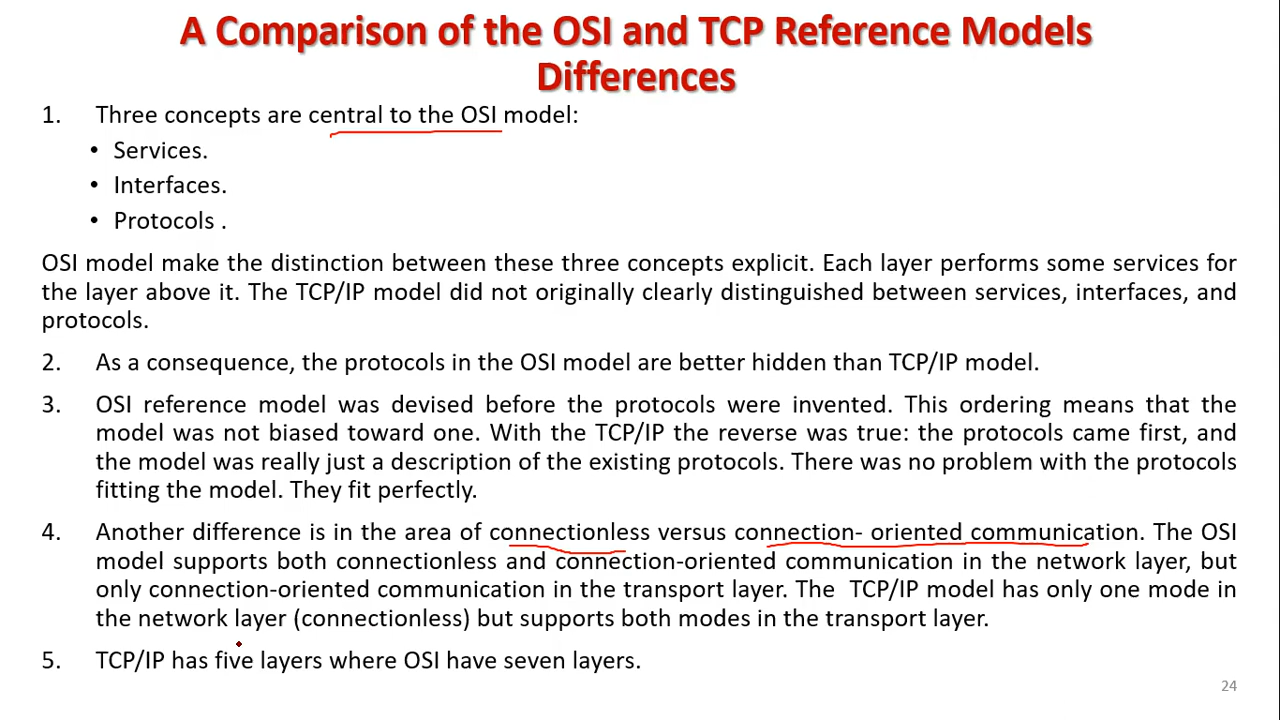 A Comparison of the OSI and TCP Reference Models
Differences
1. Three concepts are central to the OSI model:
• Services.
• Interfaces.
• Protocols .
OSI model make the distinction between these three concepts explicit. Each layer performs some services for
the layer above it. The TCP/IP model did not originally clearly distinguished between services, interfaces, and
protocols.
2. As a consequence, the protocols in the OSI model are better hidden than TCP/IP model.
3. OSI reference model was devised before the protocols were invented. This ordering means that the
model was not biased toward one. With the TCP/IP the reverse was true: the protocols came first, and
the model was really just a description of the existing protocols. There was no problem with the protocols
fitting the model. They fit perfectly.
4. Another difference is in the area of connectionless versus connection- oriented communication. The OSI
model supports both connectionless and connection-oriented communication in the network layer, but
only connection-oriented communication in the transport layer. The TCP/IP model has only one mode in
the network layer (connectionless) but supports both modes in the transport layer.
5. TCP/IP has five layers where OSI have seven layers.
24